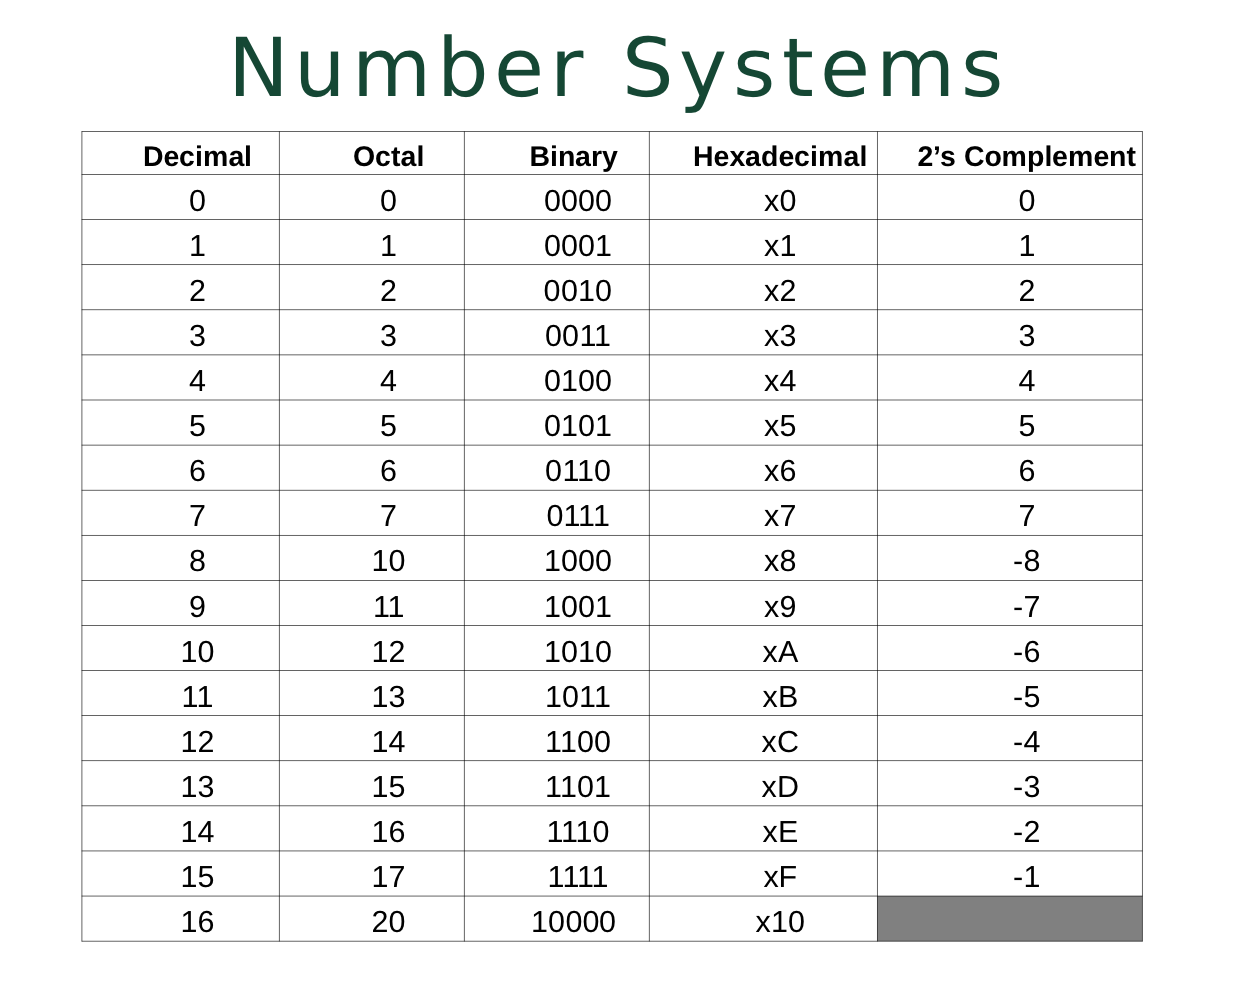 Number Systems
Decimal Octal Binary Hexadecimal 2’s Complement
0 0 0000 x0 0
1 1 0001 x1 1
2 2 0010 x2 2
3 3 0011 x3 3
4 4 0100 x4 4
5 5 0101 x5 5
6 6 0110 x6 6
7 7 0111 x7 7
8 10 1000 x8 -8
9 11 1001 x9 -7
10 12 1010 xA -6
11 13 1011 xB -5
12 14 1100 xC -4
13 15 1101 xD -3
14 16 1110 xE -2
15 17 1111 xF -1
16 20 10000 x10